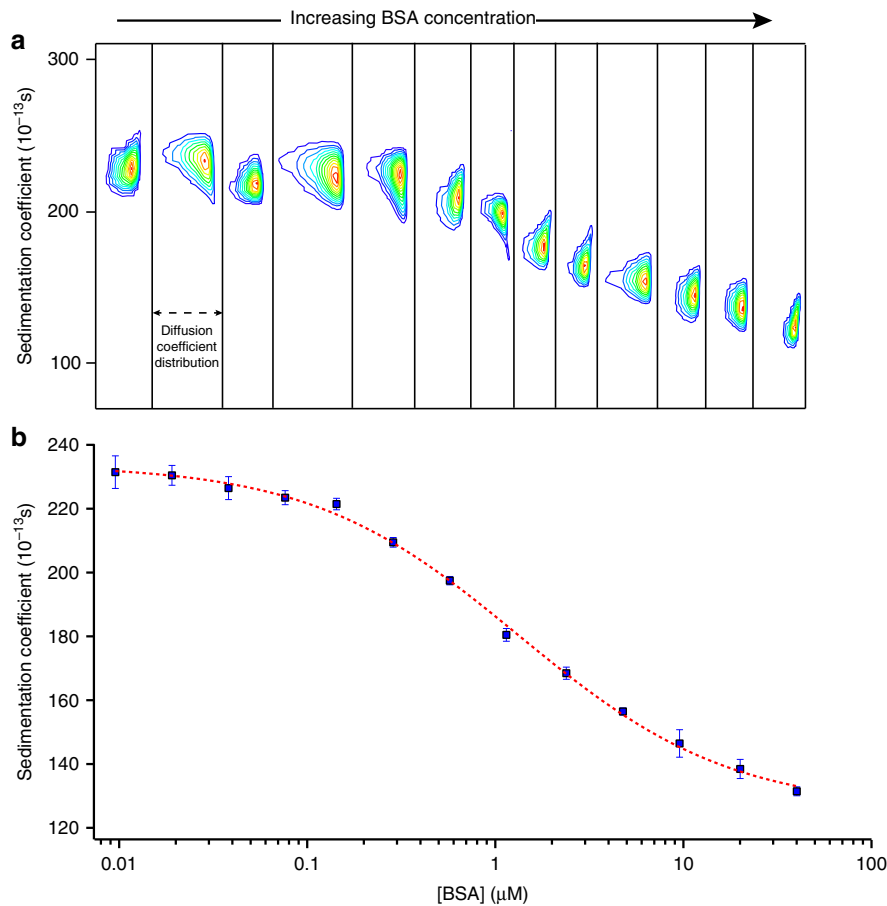 Increasing BSA concentration
a
Sedimentation coefficient (10⁻¹³s)
300
200
100
Diffusion
coefficient
distribution
b
Sedimentation coefficient (10⁻¹³s)
240
220
200
180
160
140
120
0.01 0.1 1 10 100
[BSA] (μM)